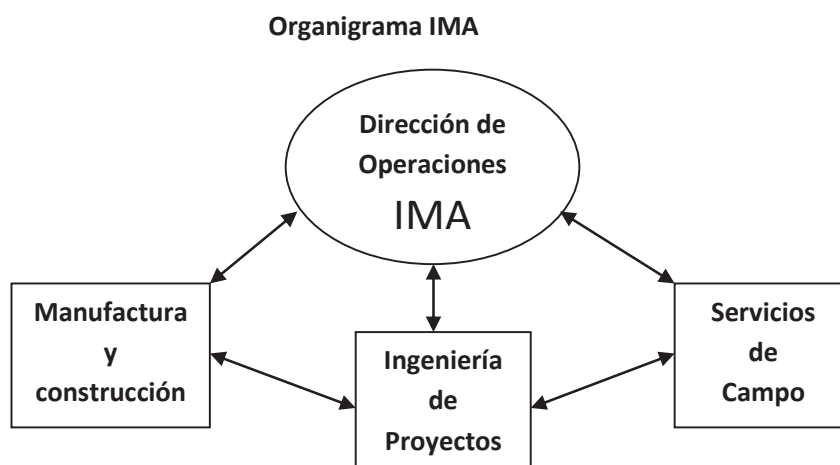 Organigrama IMA
Dirección de
Operaciones
IMA
Manufactura
y
construcción
Ingeniería
de
Proyectos
Servicios
de
Campo